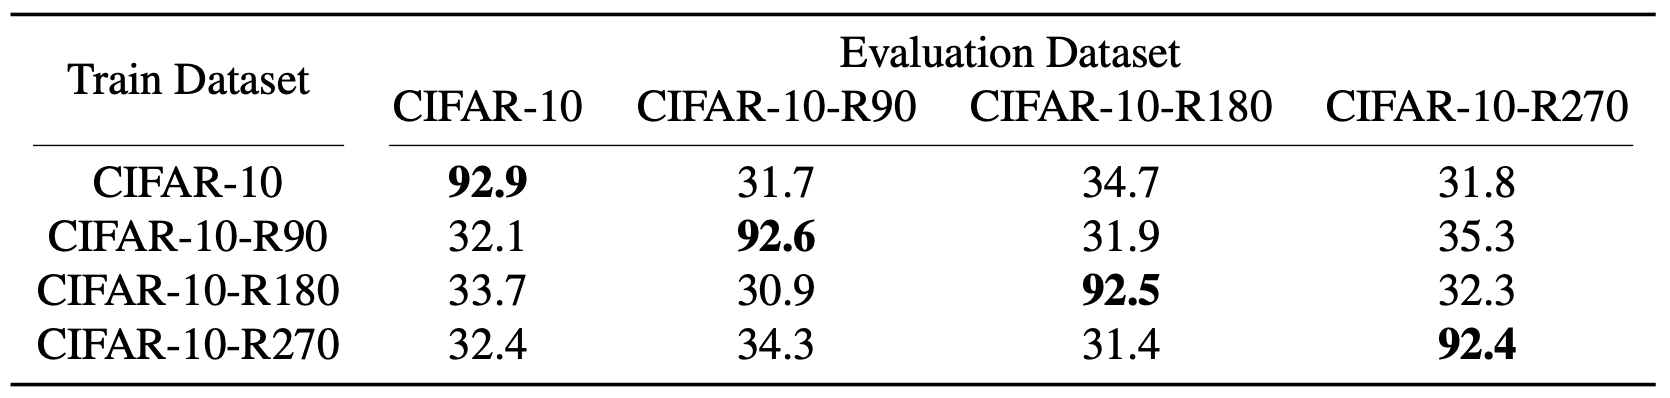 Train Dataset
Evaluation Dataset
CIFAR-10 CIFAR-10-R90 CIFAR-10-R180 CIFAR-10-R270
CIFAR-10 92.9 31.7 34.7 31.8
CIFAR-10-R90 32.1 92.6 31.9 35.3
CIFAR-10-R180 33.7 30.9 92.5 32.3
CIFAR-10-R270 32.4 34.3 31.4 92.4